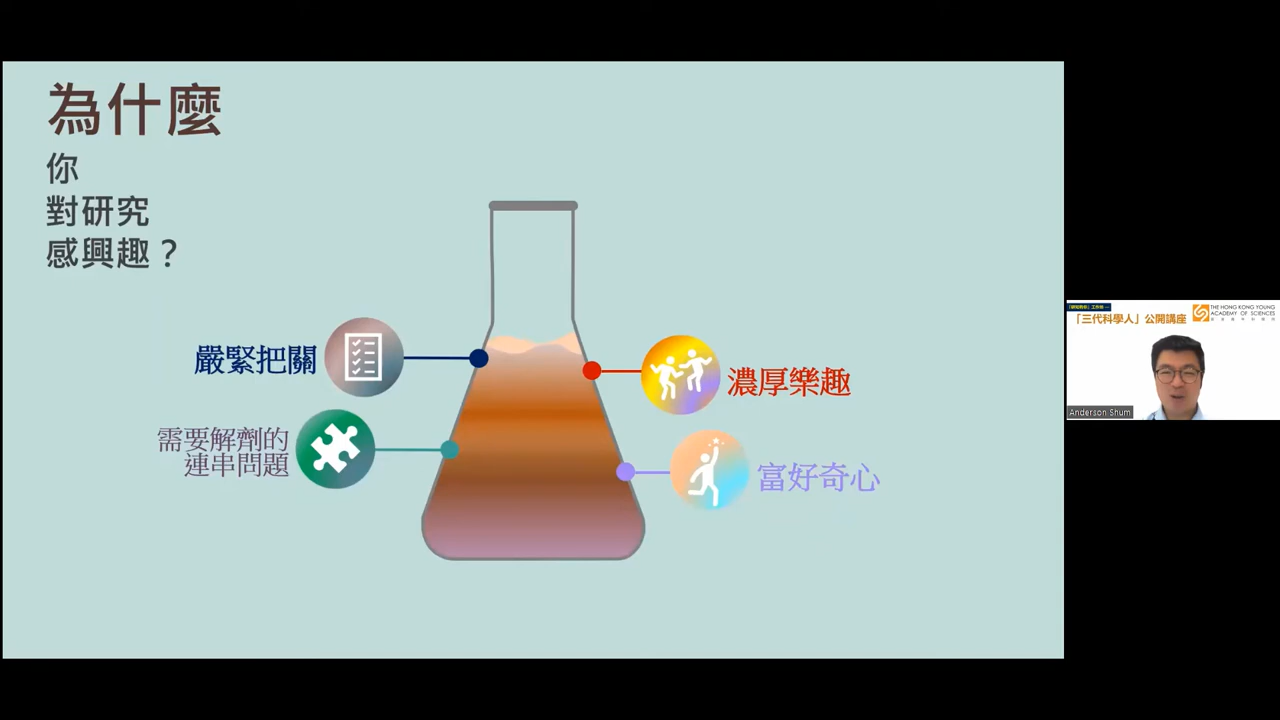 為什麼
你
對研究
感興趣？
嚴緊把關
需要解劑的
連串問題
濃厚樂趣
富好奇心
「三代科學人」公開講座
THE HONG KONG YOUNG
ACADEMY OF SCIENCES
Anderson Shum